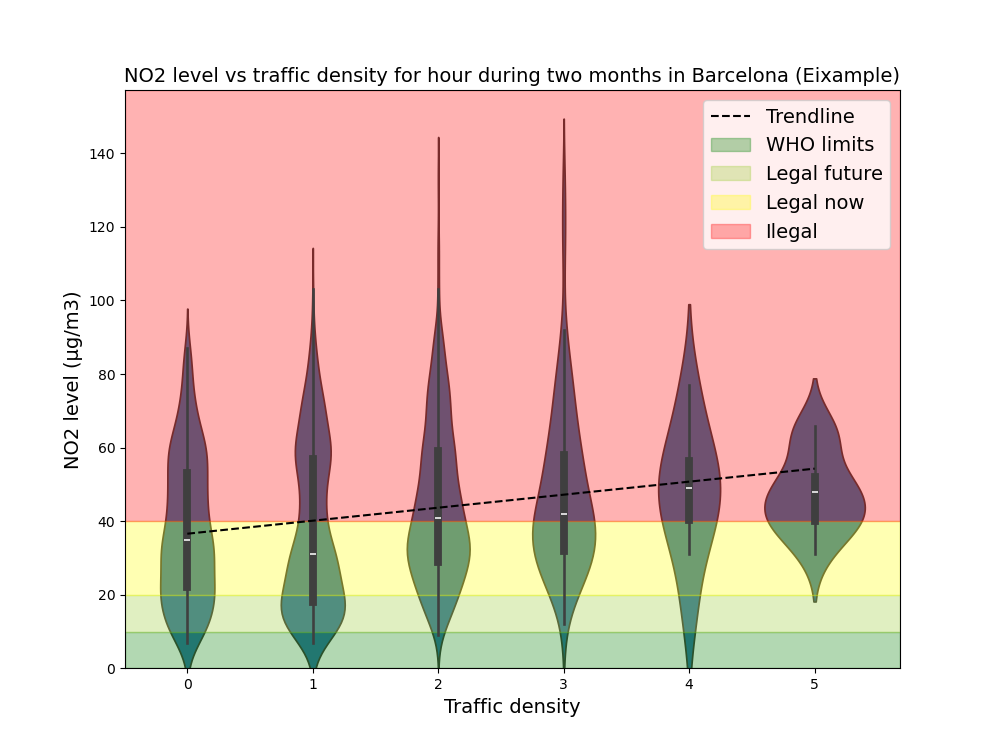 NO2 level vs traffic density for hour during two months in Barcelona (Eixample)
Trendline
WHO limits
Legal future
Legal now
Ilegal
NO2 level (µg/m3)
140
120
100
80
60
40
20
0
0 1 2 3 4 5
Traffic density